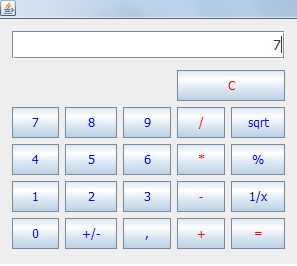 7
C
7 8 9 / sqrt
4 5 6 * %
1 2 3 - 1/x
0 +/- , + =